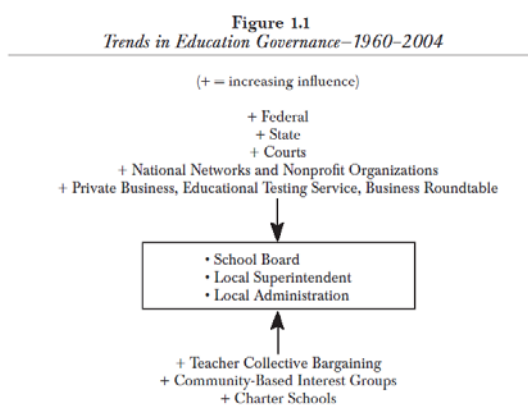 Figure 1.1
Trends in Education Governance–1960–2004
(+ = increasing influence)
+ Federal
+ State
+ Courts
+ National Networks and Nonprofit Organizations
+ Private Business, Educational Testing Service, Business Roundtable
• School Board
• Local Superintendent
• Local Administration
+ Teacher Collective Bargaining
+ Community-Based Interest Groups
+ Charter Schools